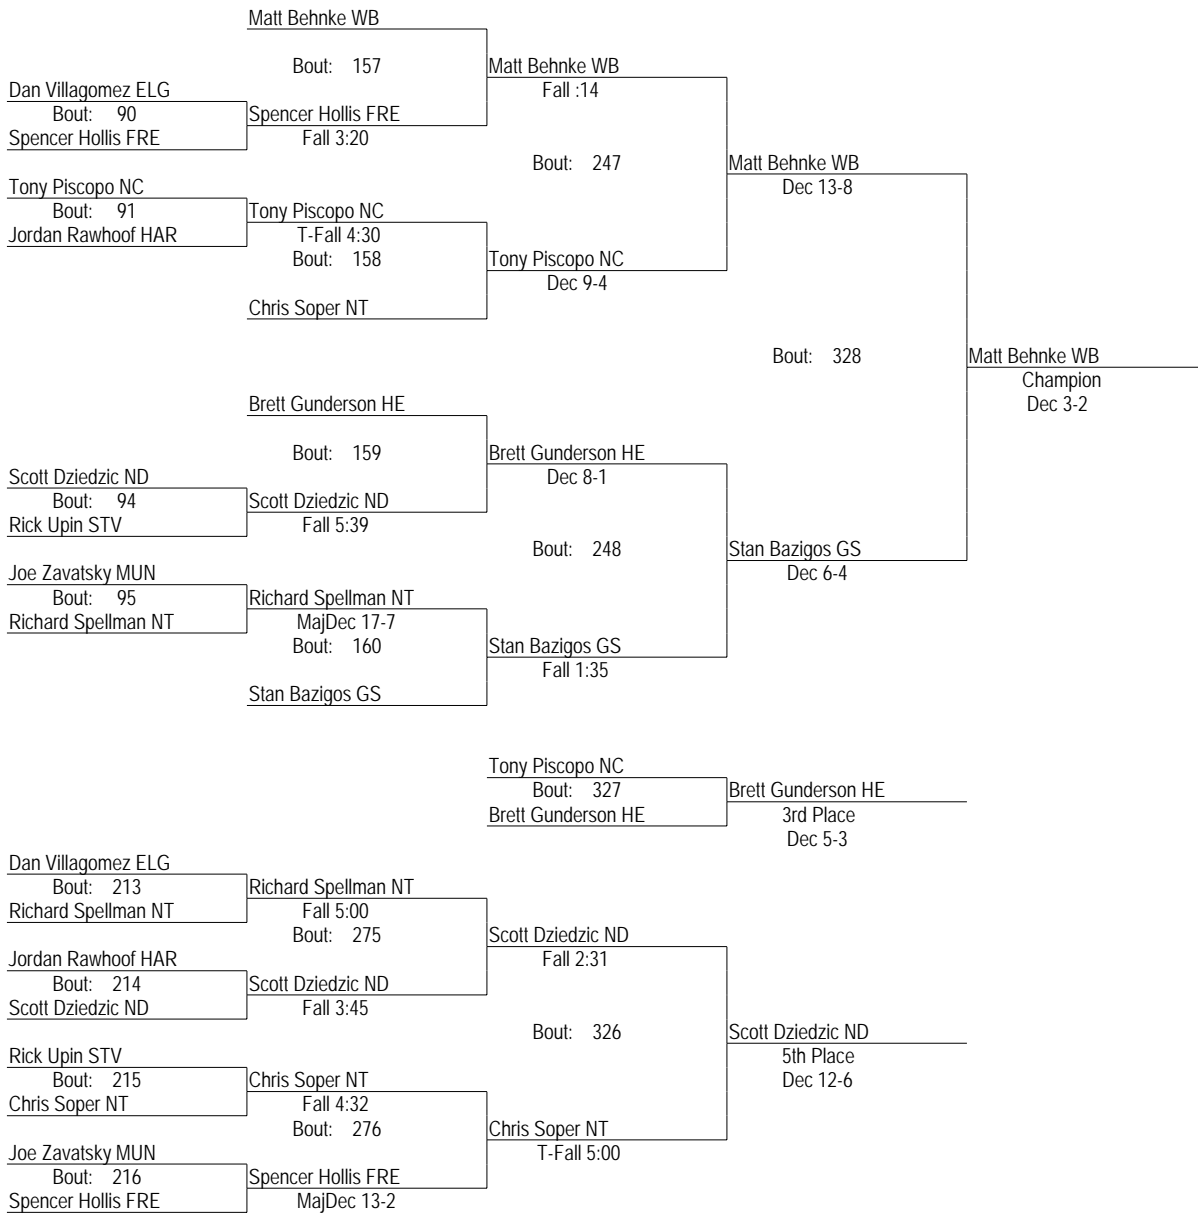 Matt Behnke WB
Bout: 157
Matt Behnke WB
Dan Villagomez ELG
Fall :14
Bout: 90
Spencer Hollis FRE
Spencer Hollis FRE
Fall 3:20
Bout: 247
Matt Behnke WB
Tony Piscopo NC
Dec 13-8
Bout: 91
Tony Piscopo NC
Jordan Rawhoof HAR
T-Fall 4:30
Bout: 158
Tony Piscopo NC
Dec 9-4
Chris Soper NT
Bout: 328
Matt Behnke WB
Champion
Brett Gunderson HE
Dec 3-2
Bout: 159
Brett Gunderson HE
Scott Dziedzic ND
Dec 8-1
Bout: 94
Scott Dziedzic ND
Rick Upin STV
Fall 5:39
Bout: 248
Stan Bazigos GS
Joe Zavatsky MUN
Dec 6-4
Bout: 95
Richard Spellman NT
Richard Spellman NT
MajDec 17-7
Bout: 160
Stan Bazigos GS
Fall 1:35
Stan Bazigos GS
Tony Piscopo NC
Bout: 327
Brett Gunderson HE
Brett Gunderson HE
3rd Place
Dec 5-3
Dan Villagomez ELG
Bout: 213
Richard Spellman NT
Richard Spellman NT
Fall 5:00
Bout: 275
Scott Dziedzic ND
Jordan Rawhoof HAR
Fall 2:31
Bout: 214
Scott Dziedzic ND
Scott Dziedzic ND
Fall 3:45
Bout: 326
Scott Dziedzic ND
Rick Upin STV
5th Place
Bout: 215
Chris Soper NT
Dec 12-6
Chris Soper NT
Fall 4:32
Bout: 276
Chris Soper NT
Joe Zavatsky MUN
T-Fall 5:00
Bout: 216
Spencer Hollis FRE
Spencer Hollis FRE
MajDec 13-2